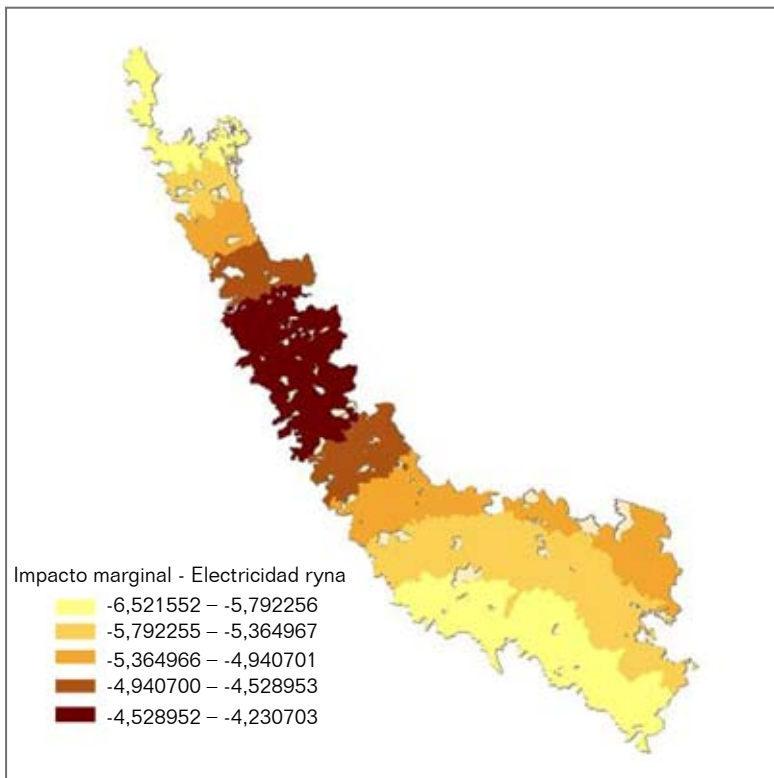 Impacto marginal - Electricidad ryna
-6,521552 – -5,792256
-5,792255 – -5,364967
-5,364966 – -4,940701
-4,940700 – -4,528953
-4,528952 – -4,230703